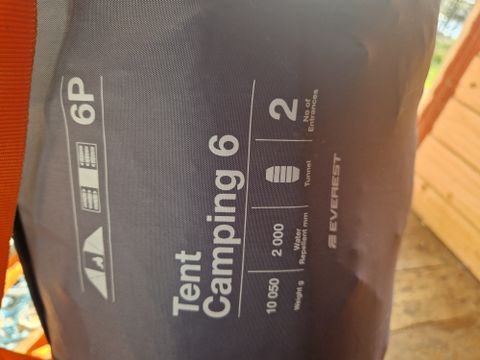 6P
Tent
Camping 6
10 050
Weight g
2 000
Water
Repellent mm
Tunnel
2
No of
Entrances
EVEREST